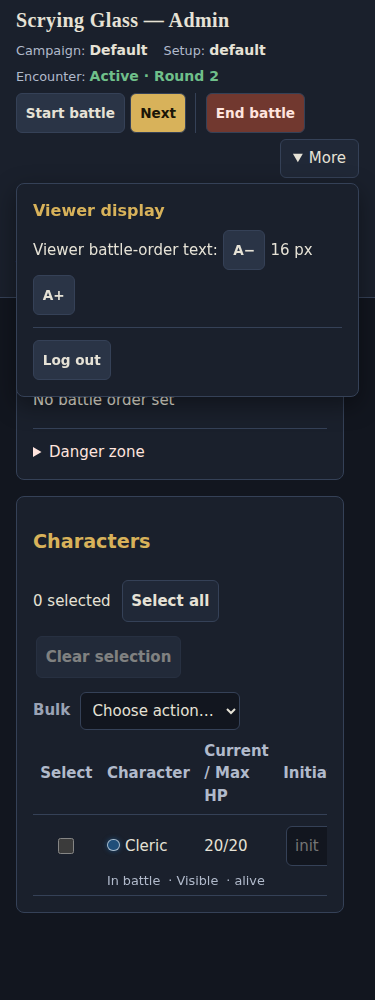 Scrying Glass — Admin
Campaign: Default Setup: default
Encounter: Active · Round 2
Start battle Next End battle
▼ More
Viewer display
Viewer battle-order text: A− 16 px
A+
Log out
No battle order set
▶ Danger zone
Characters
0 selected Select all
Clear selection
Bulk Choose action...
Select Character Current / Max HP Initia
Cleric 20/20 init
In battle · Visible · alive